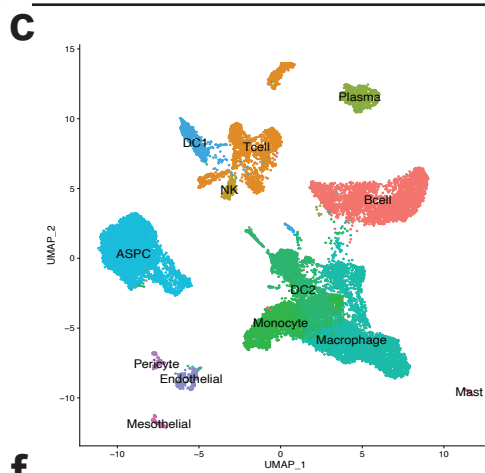 C
15
10
5
0
−5
−10
UMAP_2
Plasma
DC1
Tcell
NK
Bcell
ASPC
DC2
Monocyte
Macrophage
Pericyte
Endothelial
Mast
Mesothelial
−10
−5
0
5
10
UMAP_1
f